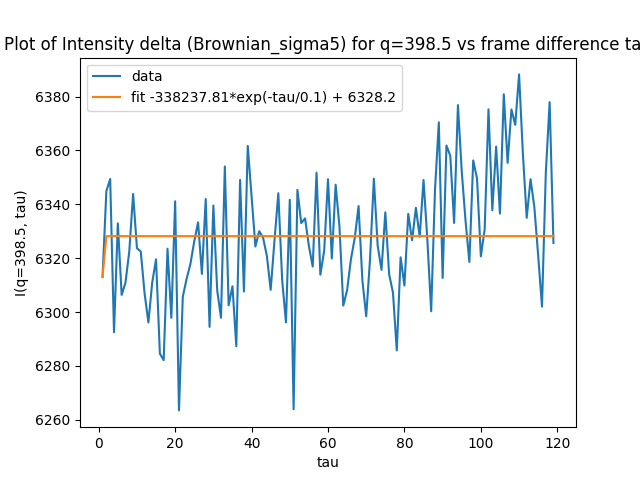 Plot of Intensity delta (Brownian_sigma5) for q=398.5 vs frame difference ta
data
fit -338237.81*exp(-tau/0.1) + 6328.2
6380
6360
6340
6320
6300
6280
6260
I(q=398.5, tau)
0 20 40 60 80 100 120
tau